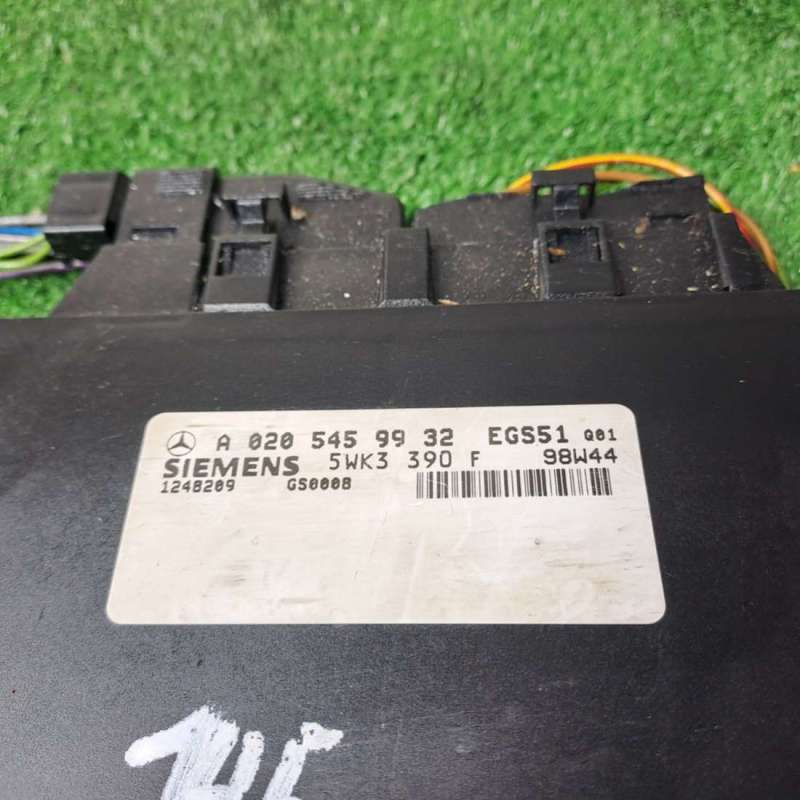 A 020 545 99 32 EGS51 Q01
SIEMENS 5WK3 390 F 98W44
1248209 GS0008